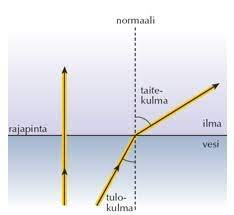 normaali
taite-
kulma
rajapinta
ilma
vesi
tulo-
kulma